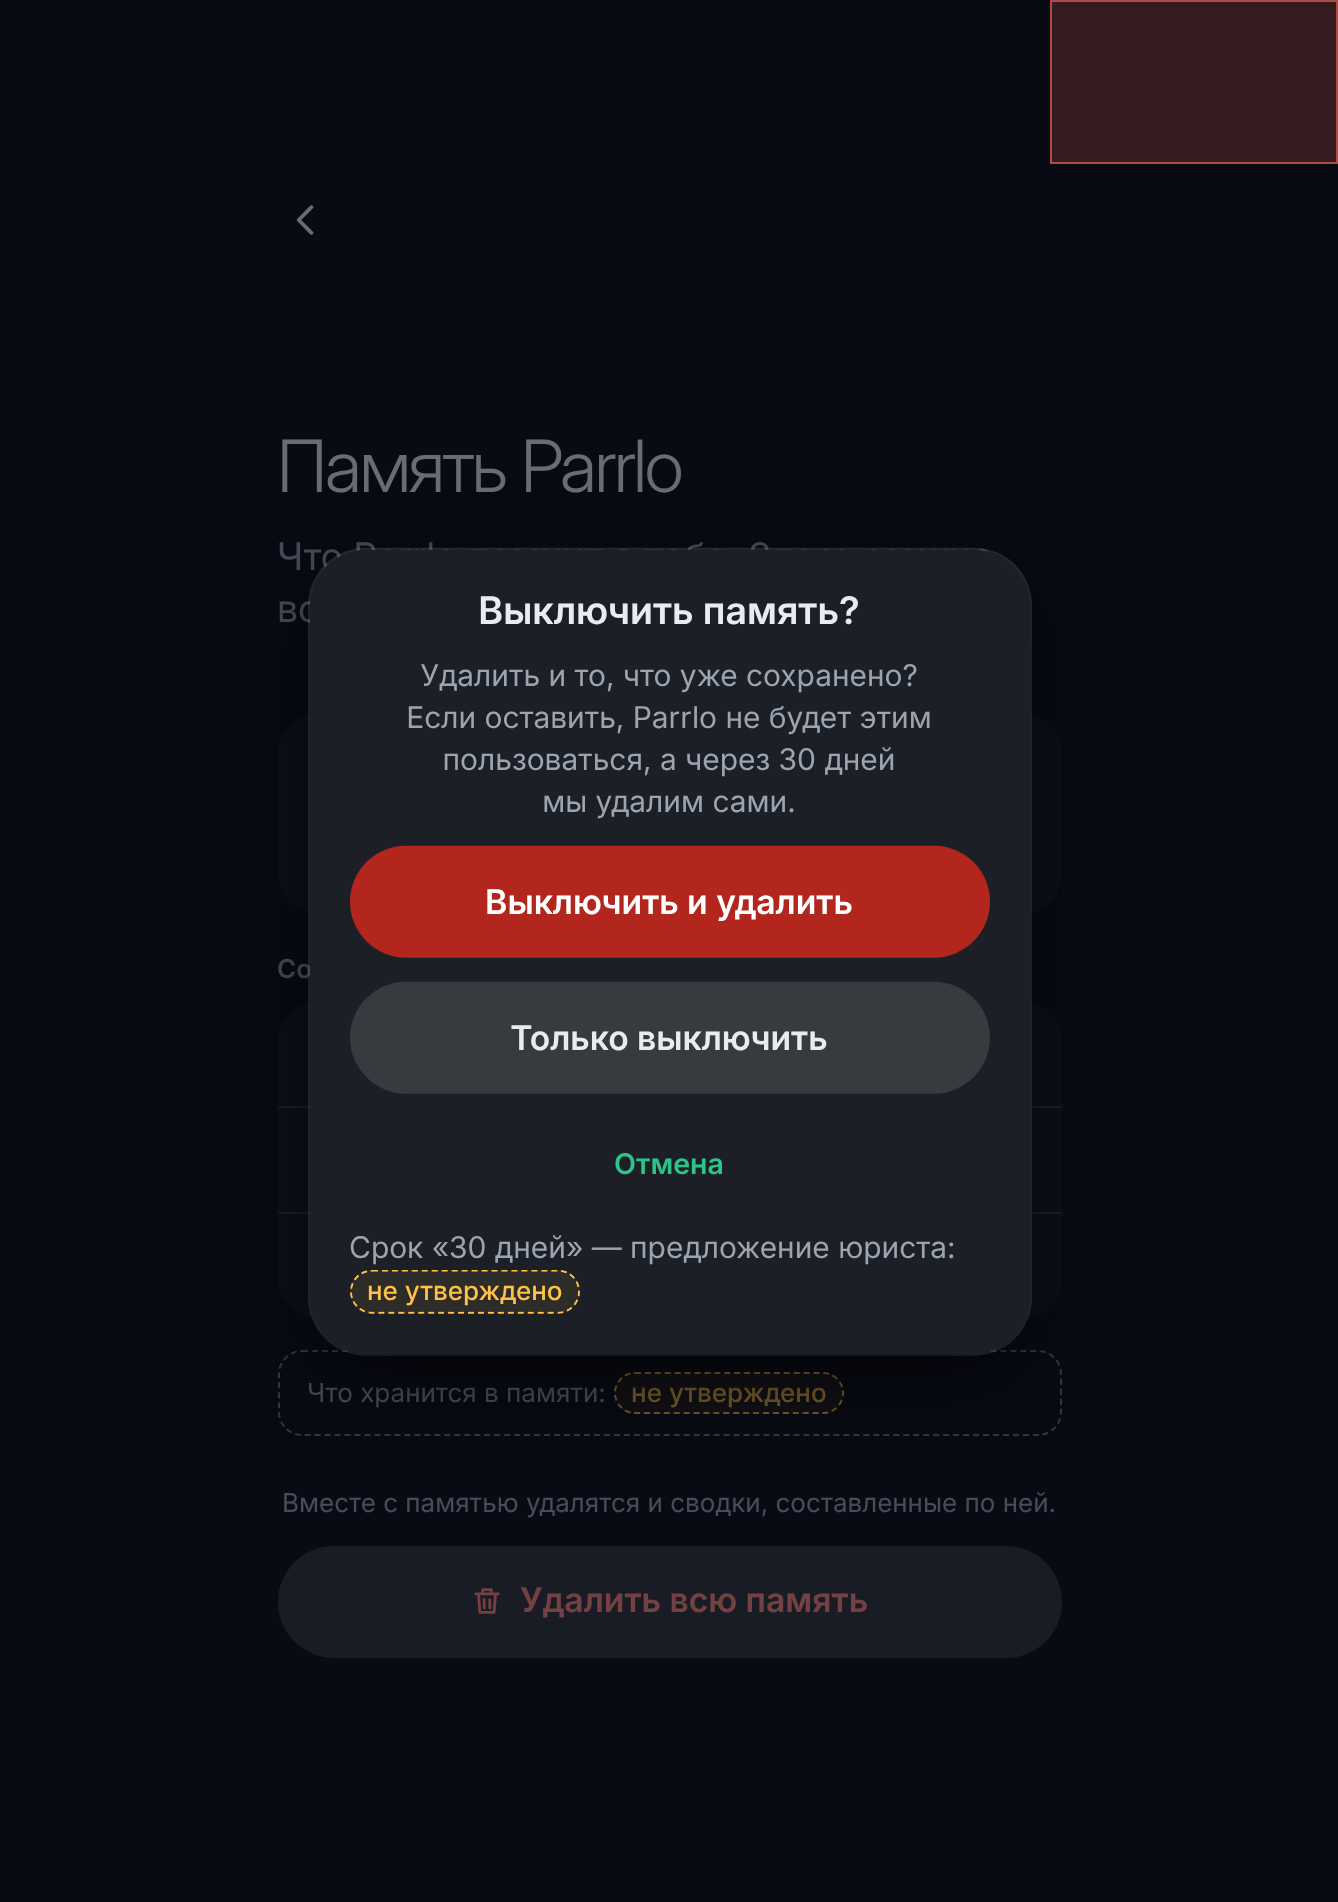 Память Parrlo
Что
Выключить память?
Удалить и то, что уже сохранено?
Если оставить, Parrlo не будет этим
пользоваться, а через 30 дней
мы удалим сами.
Выключить и удалить
Только выключить
Отмена
Срок «30 дней» — предложение юриста:
не утверждено
Что хранится в памяти: не утверждено
Вместе с памятью удалятся и сводки, составленные по ней.
Удалить всю память